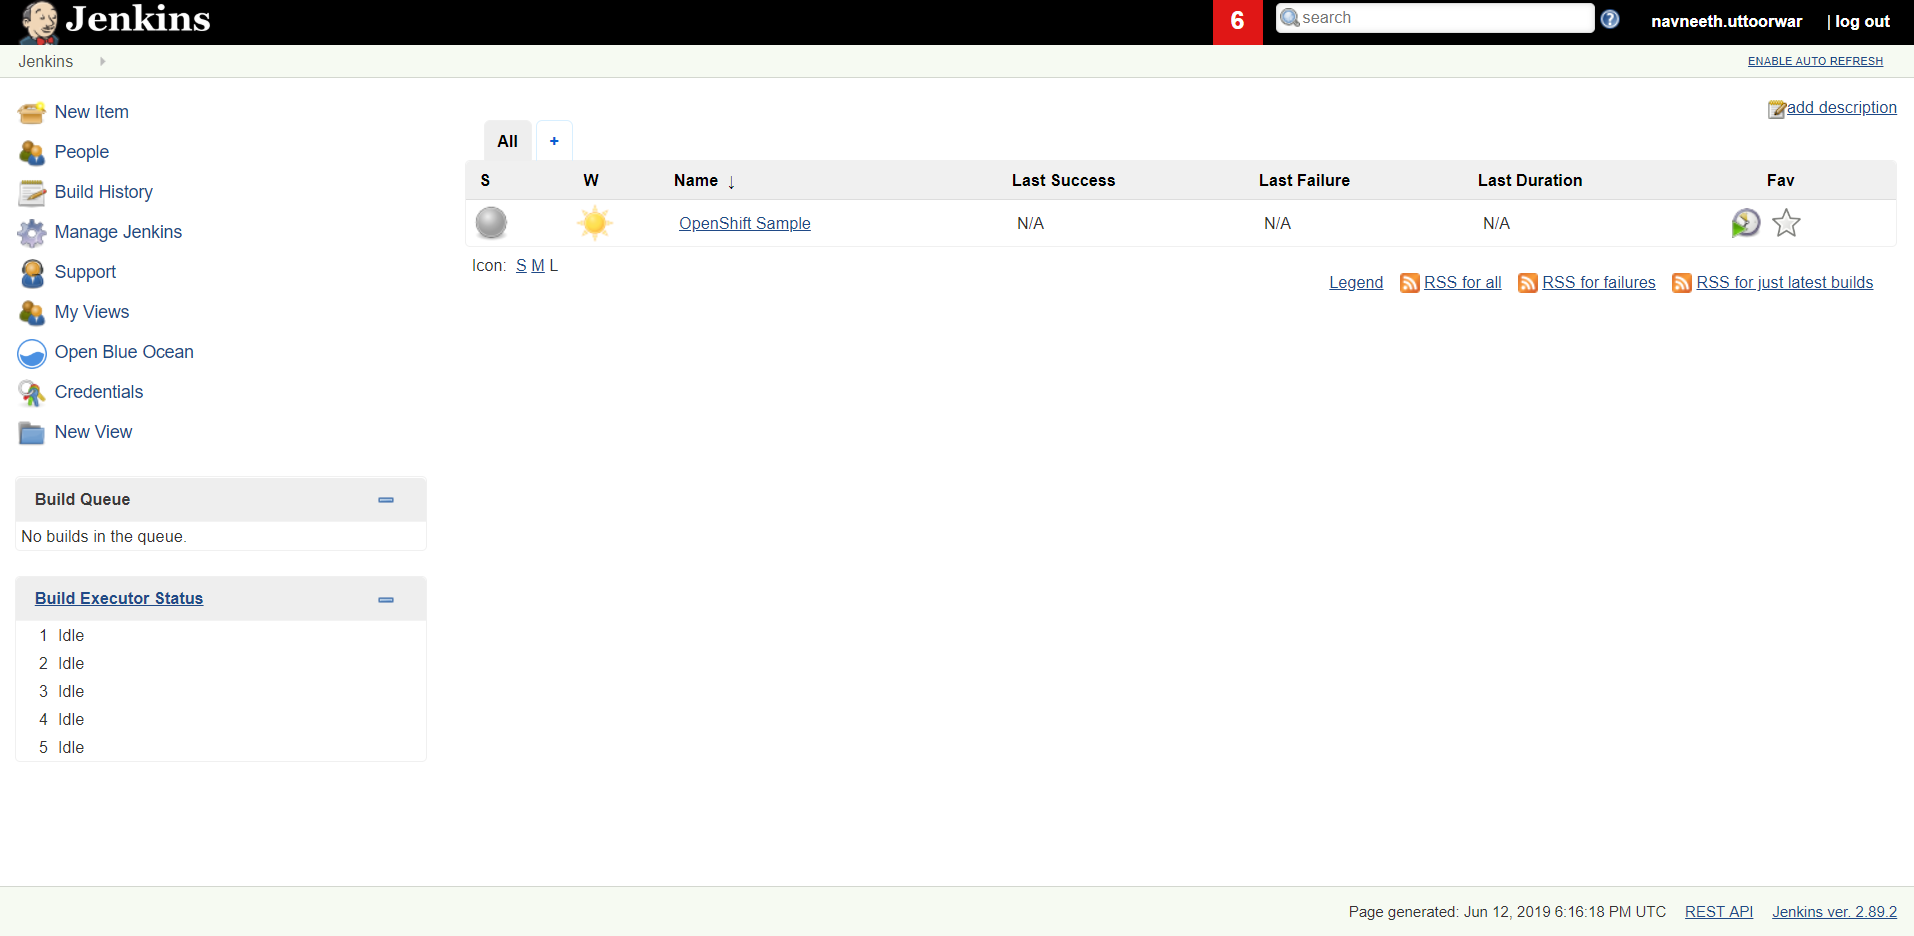 Jenkins
6
search
navneeth.uttoorwar
| log out
Jenkins
ENABLE AUTO REFRESH
New Item
People
Build History
Manage Jenkins
Support
My Views
Open Blue Ocean
Credentials
New View
Build Queue
No builds in the queue.
Build Executor Status
1 Idle
2 Idle
3 Idle
4 Idle
5 Idle
add description
All +
S W Name ↓ Last Success Last Failure Last Duration Fav
OpenShift Sample N/A N/A N/A
Icon: S M L
Legend RSS for all RSS for failures RSS for just latest builds
Page generated: Jun 12, 2019 6:16:18 PM UTC REST API Jenkins ver. 2.89.2